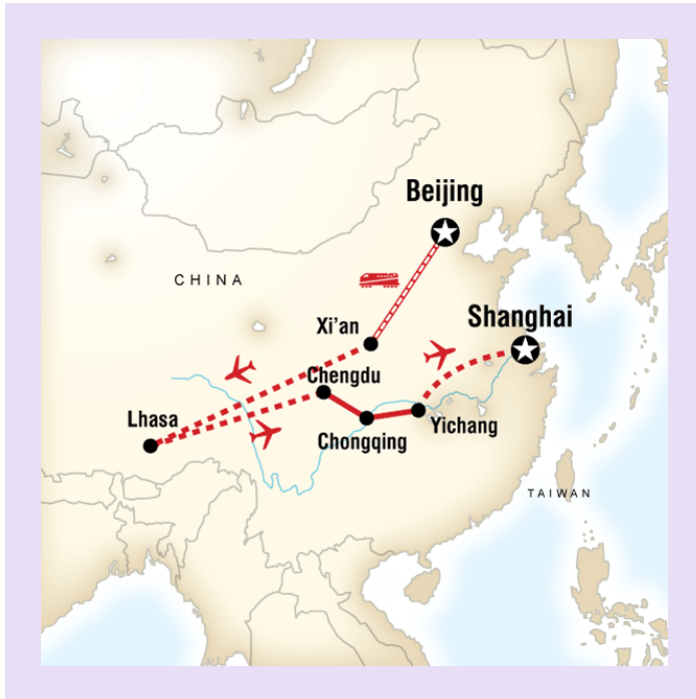 Beijing
CHINA
Shanghai
Xi'an
Chengdu
Lhasa
Yichang
Chongqing
TAIWAN